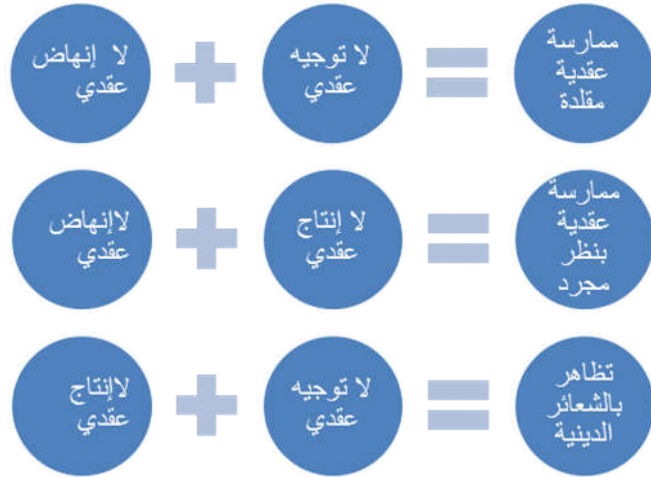 لا إنهاض
عقدي
لا توجيه
عقدي
ممارسة
عقدية
مقلدة
لاإنهاض
عقدي
لا إنتاج
عقدي
ممارسة
عقدية
بنظر
مجرد
لاإنتاج
عقدي
لا توجيه
عقدي
تظاهر
بالشعائر
الدينية